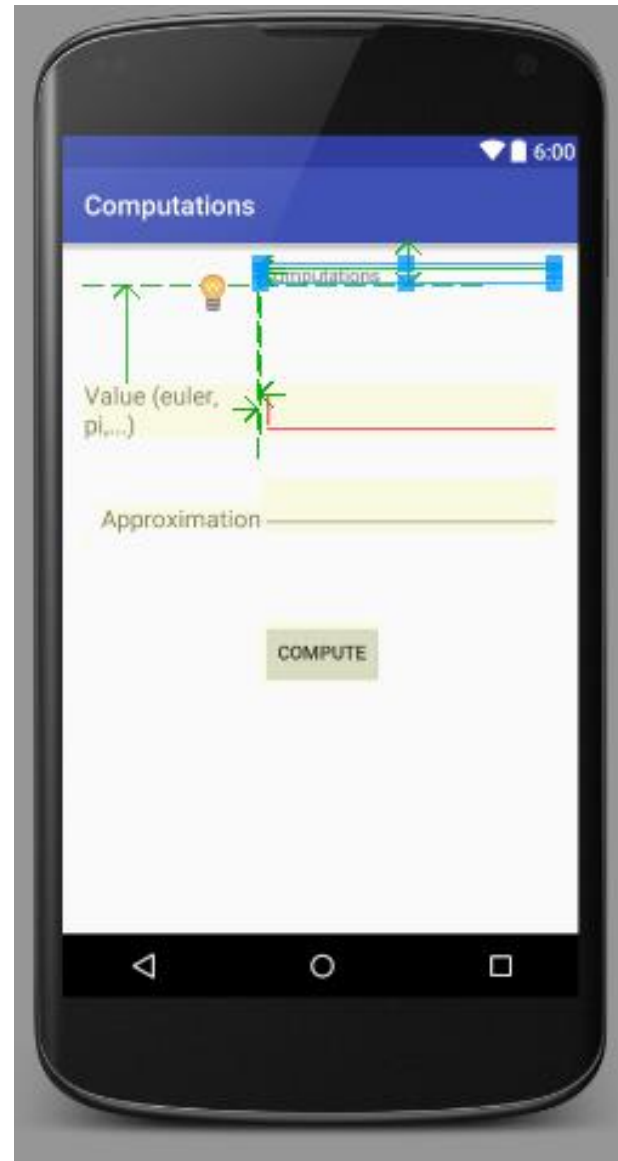 6:00
Computations
Computations
Value (euler,
pi,...)
Approximation
COMPUTE